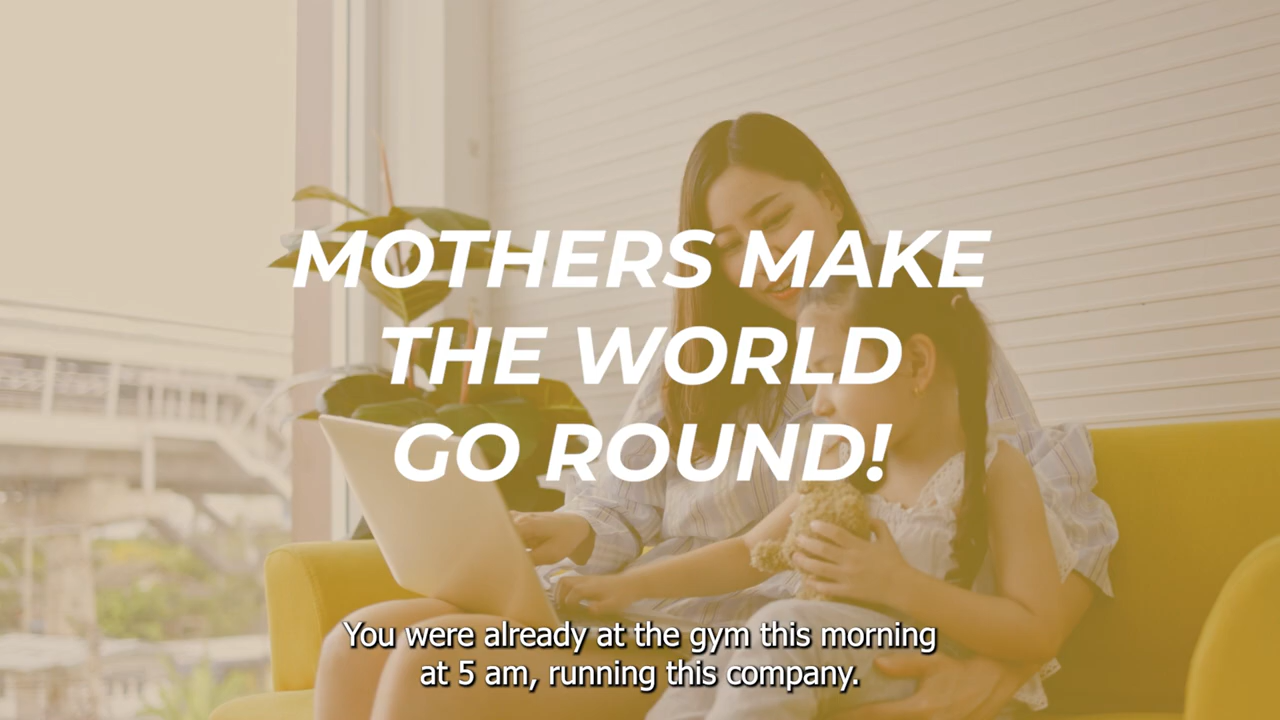 MOTHERS MAKE
THE WORLD
GO ROUND!
You were already at the gym this morning
at 5 am, running this company.